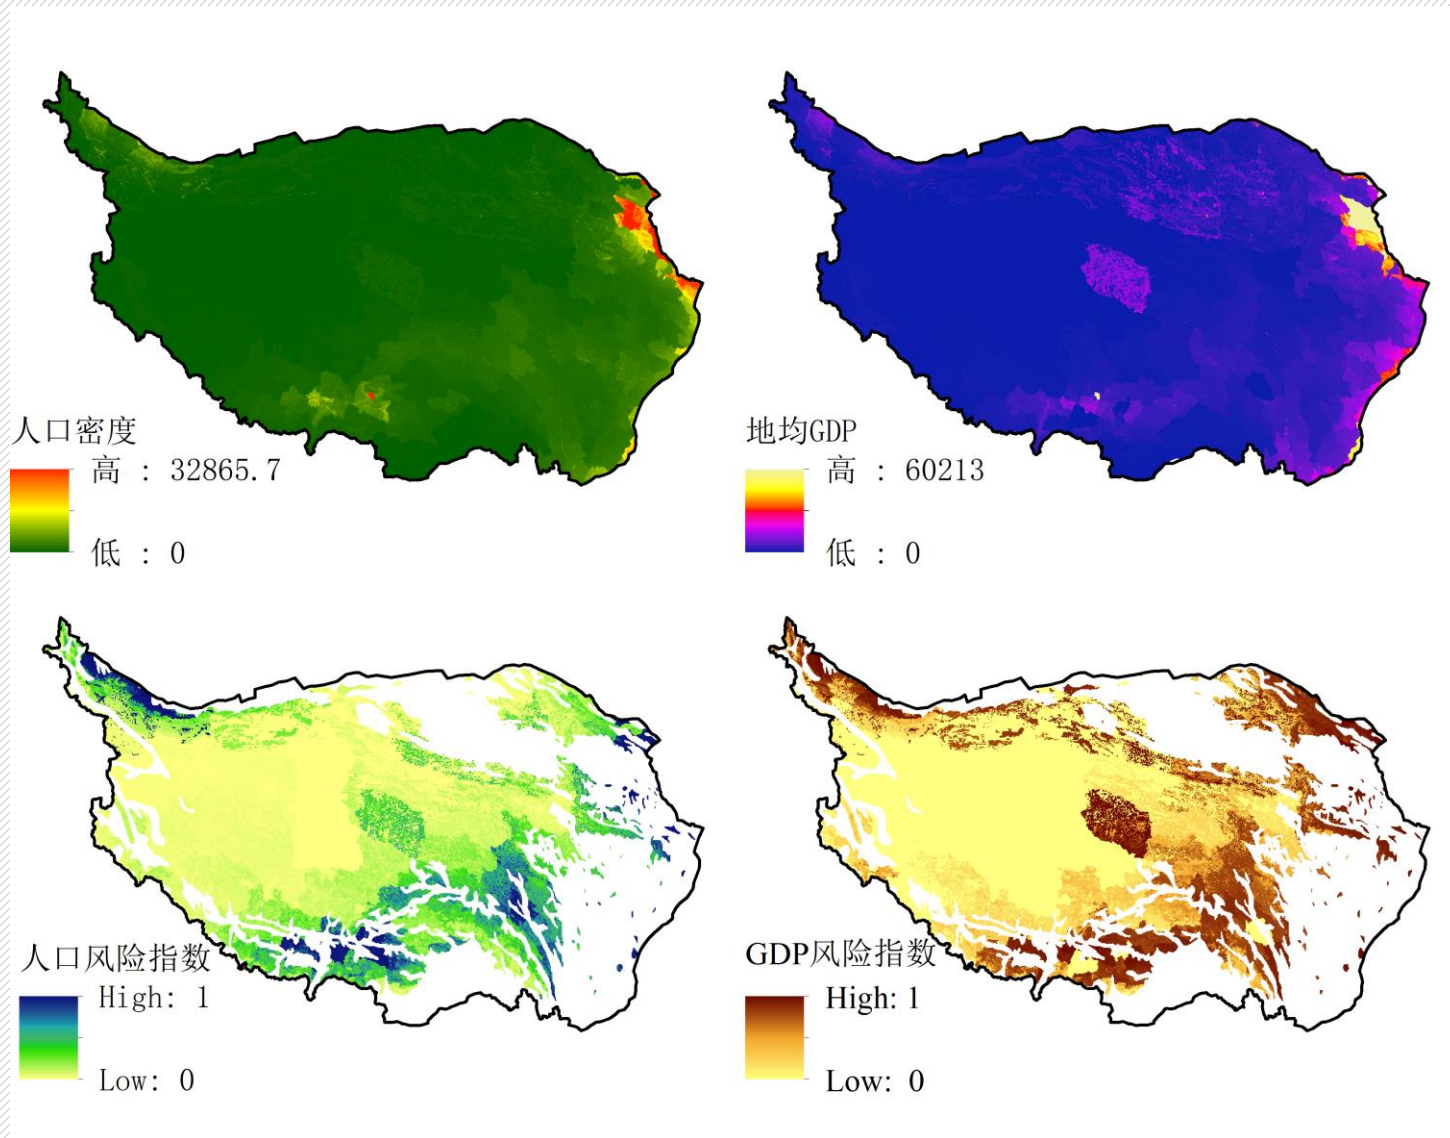 人口密度
高 : 32865.7
低 : 0
地均GDP
高 : 60213
低 : 0
人口风险指数
High: 1
Low: 0
GDP风险指数
High: 1
Low: 0